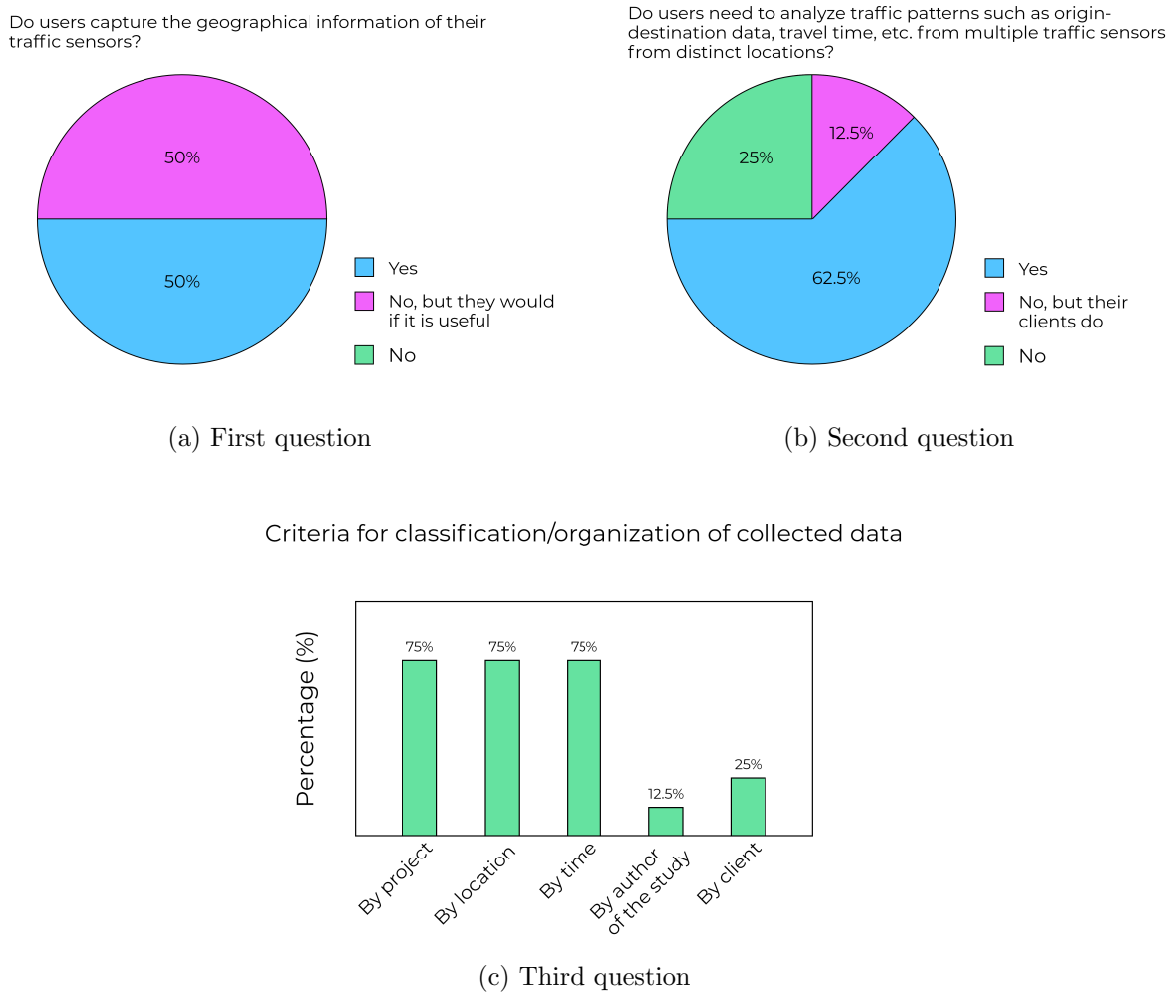 Do users capture the geographical information of their
traffic sensors?
50%
50%
Yes
No, but they would
if it is useful
No
(a) First question
Do users need to analyze traffic patterns such as origin-
destination data, travel time, etc. from multiple traffic sensors
from distinct locations?
25%
12.5%
62.5%
Yes
No, but their
clients do
No
(b) Second question
Criteria for classification/organization of collected data
Percentage (%)
75%
75%
75%
12.5%
25%
By project
By location
By time
By author
of the study
By client
(c) Third question